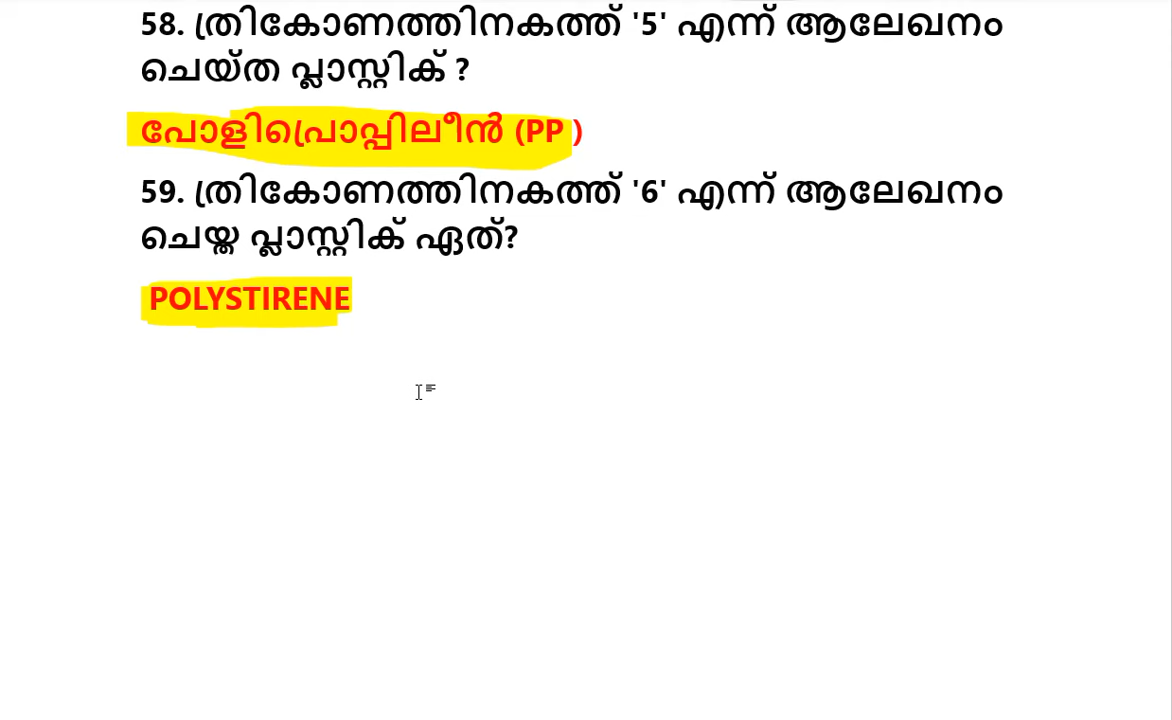 58. ത്രികോണത്തിനകത്ത് '5' എന്ന് ആലേഖനം
ചെയ്ത പ്ലാസ്റ്റിക് ?
പോളിപ്രൊപ്പിലീൻ (PP )
59. ത്രികോണത്തിനകത്ത് '6' എന്ന് ആലേഖനം
ചെയ്ത പ്ലാസ്റ്റിക് ഏത്?
POLYSTIRENE